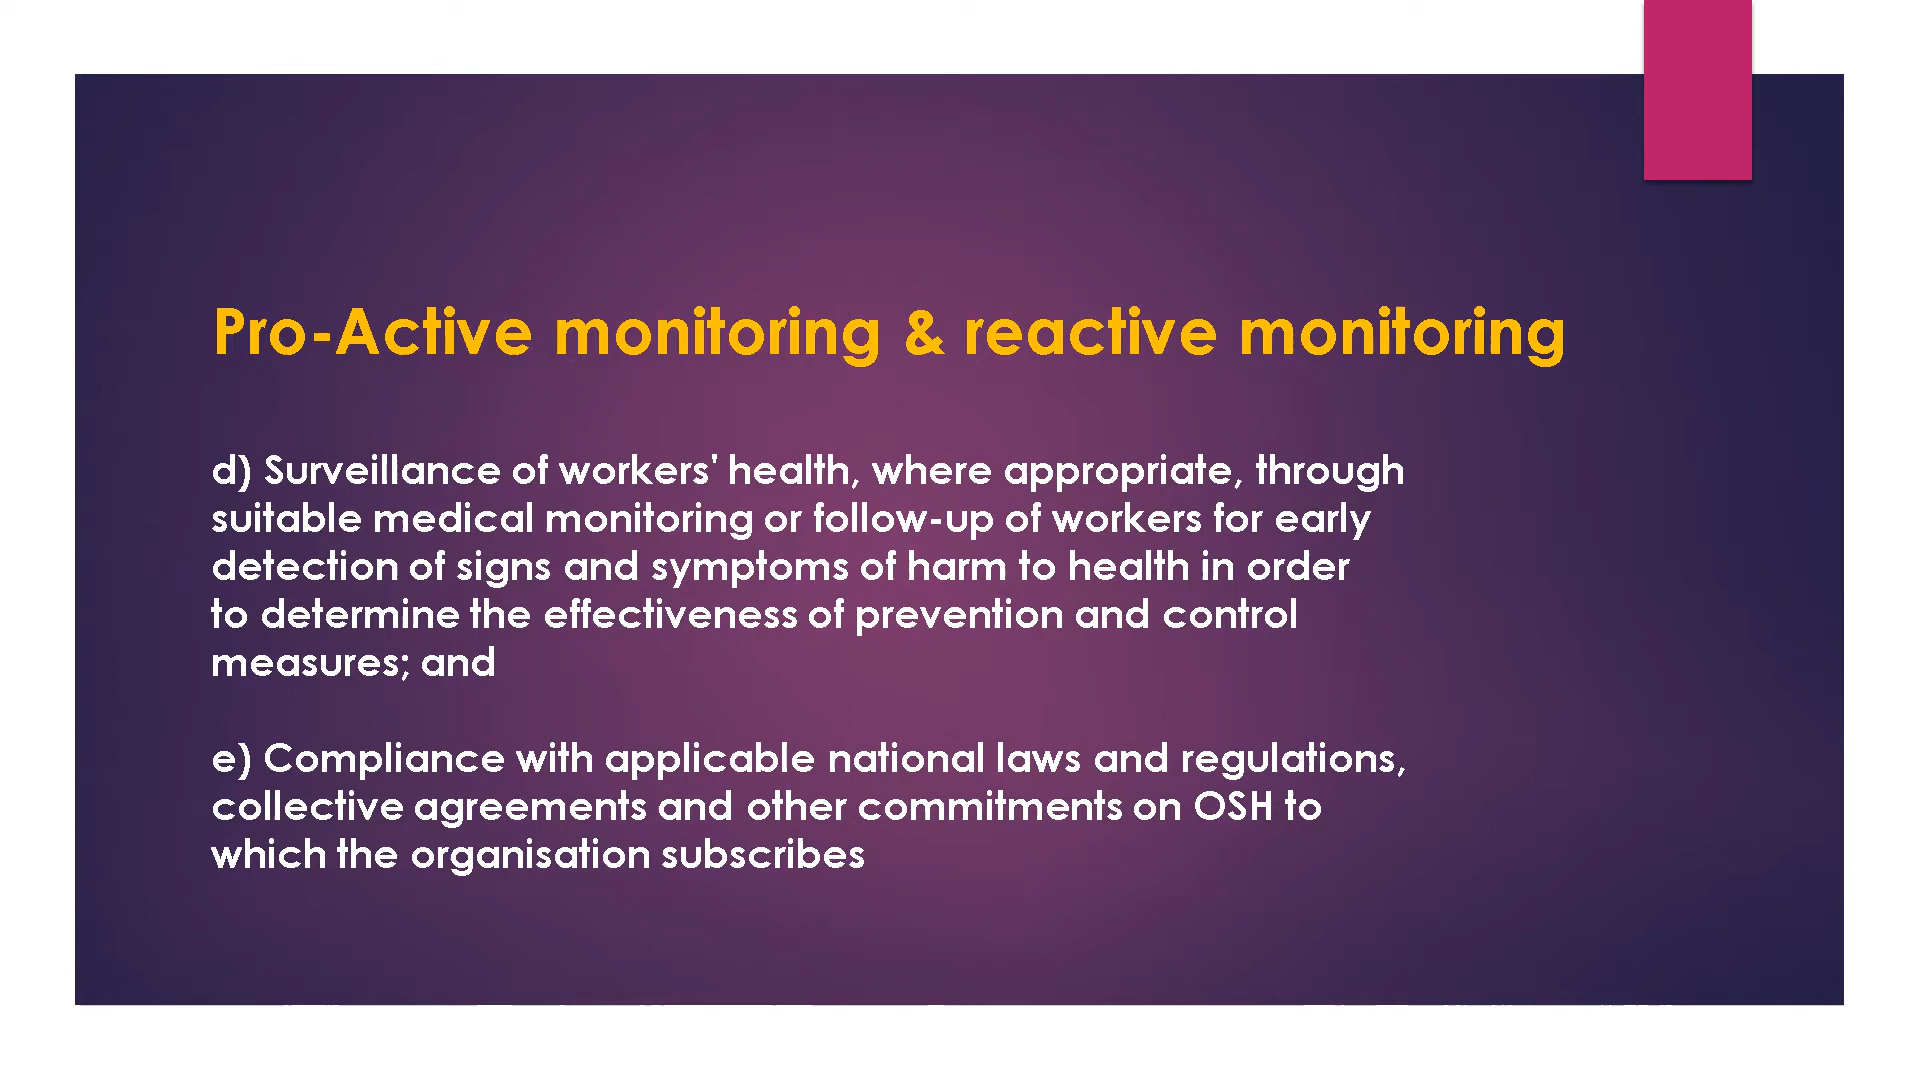 Pro-Active monitoring & reactive monitoring
d) Surveillance of workers' health, where appropriate, through
suitable medical monitoring or follow-up of workers for early
detection of signs and symptoms of harm to health in order
to determine the effectiveness of prevention and control
measures; and
e) Compliance with applicable national laws and regulations,
collective agreements and other commitments on OSH to
which the organisation subscribes